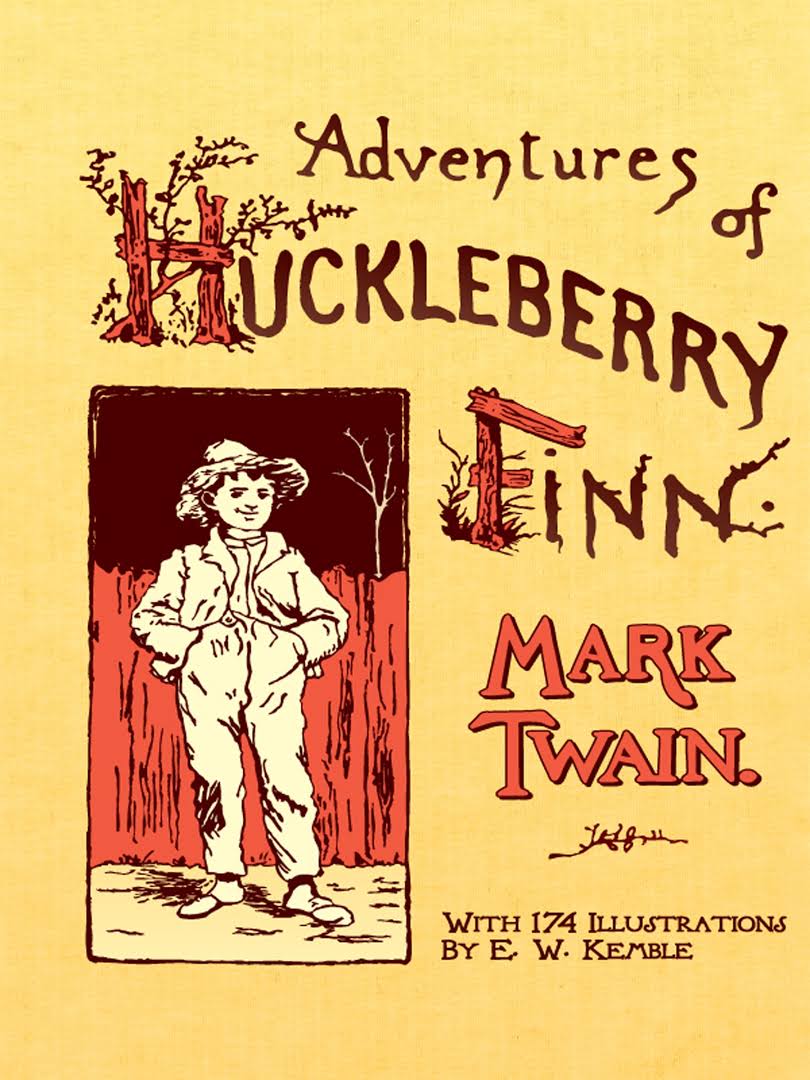 Adventures
of
HUCKLEBERRY
FINN.
MARK
TWAIN.
WITH 174 ILLUSTRATIONS
BY E. W. KEMBLE